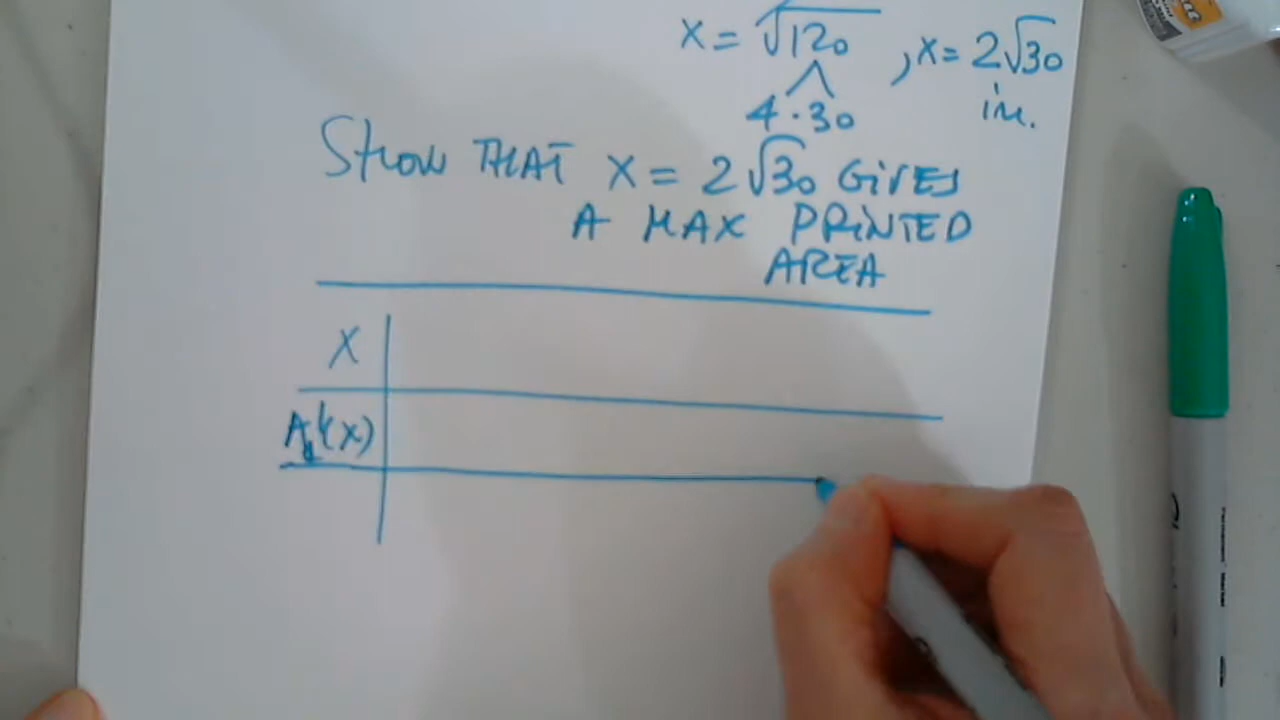 x = √120 , x = 2√30
4 · 30 in.
SHOW THAT x = 2√30 GIVES
A MAX PRINTED
AREA
X
A'(x)